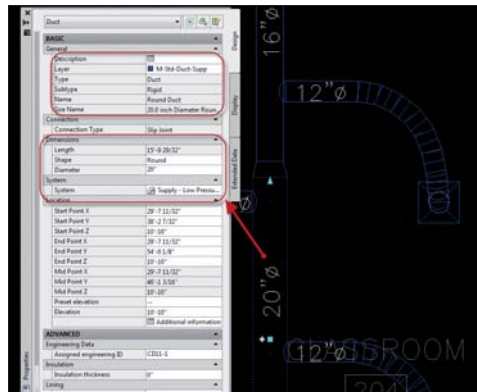 Duct
BASIC
General
Description
Layer M-Std-Duct-Supp
Type Duct
Subtype Rigid
Name Round Duct
Size Name 20.0 inch Diameter Roun...
Connectors
Connection Type Slip Joint
Dimensions
Length 15'-9 29/32"
Shape Round
Diameter 20"
System
System Supply - Low Pressu...
Location
Start Point X 29'-7 11/32"
Start Point Y 38'-2 7/32"
Start Point Z 10'-10"
End Point X 29'-7 11/32"
End Point Y 54'-0 1/8"
End Point Z 10'-10"
Mid Point X 29'-7 11/32"
Mid Point Y 46'-1 3/16"
Mid Point Z 10'-10"
Preset elevation --
Elevation 10'-10"
Additional information
ADVANCED
Engineering Data
Assigned engineering ID
Insulation
Insulation thickness 0"
Lining
Design
Display
Extended Data
Properties
16"ø
12"ø
ø
20"ø
12"ø
CLASSROOM
204